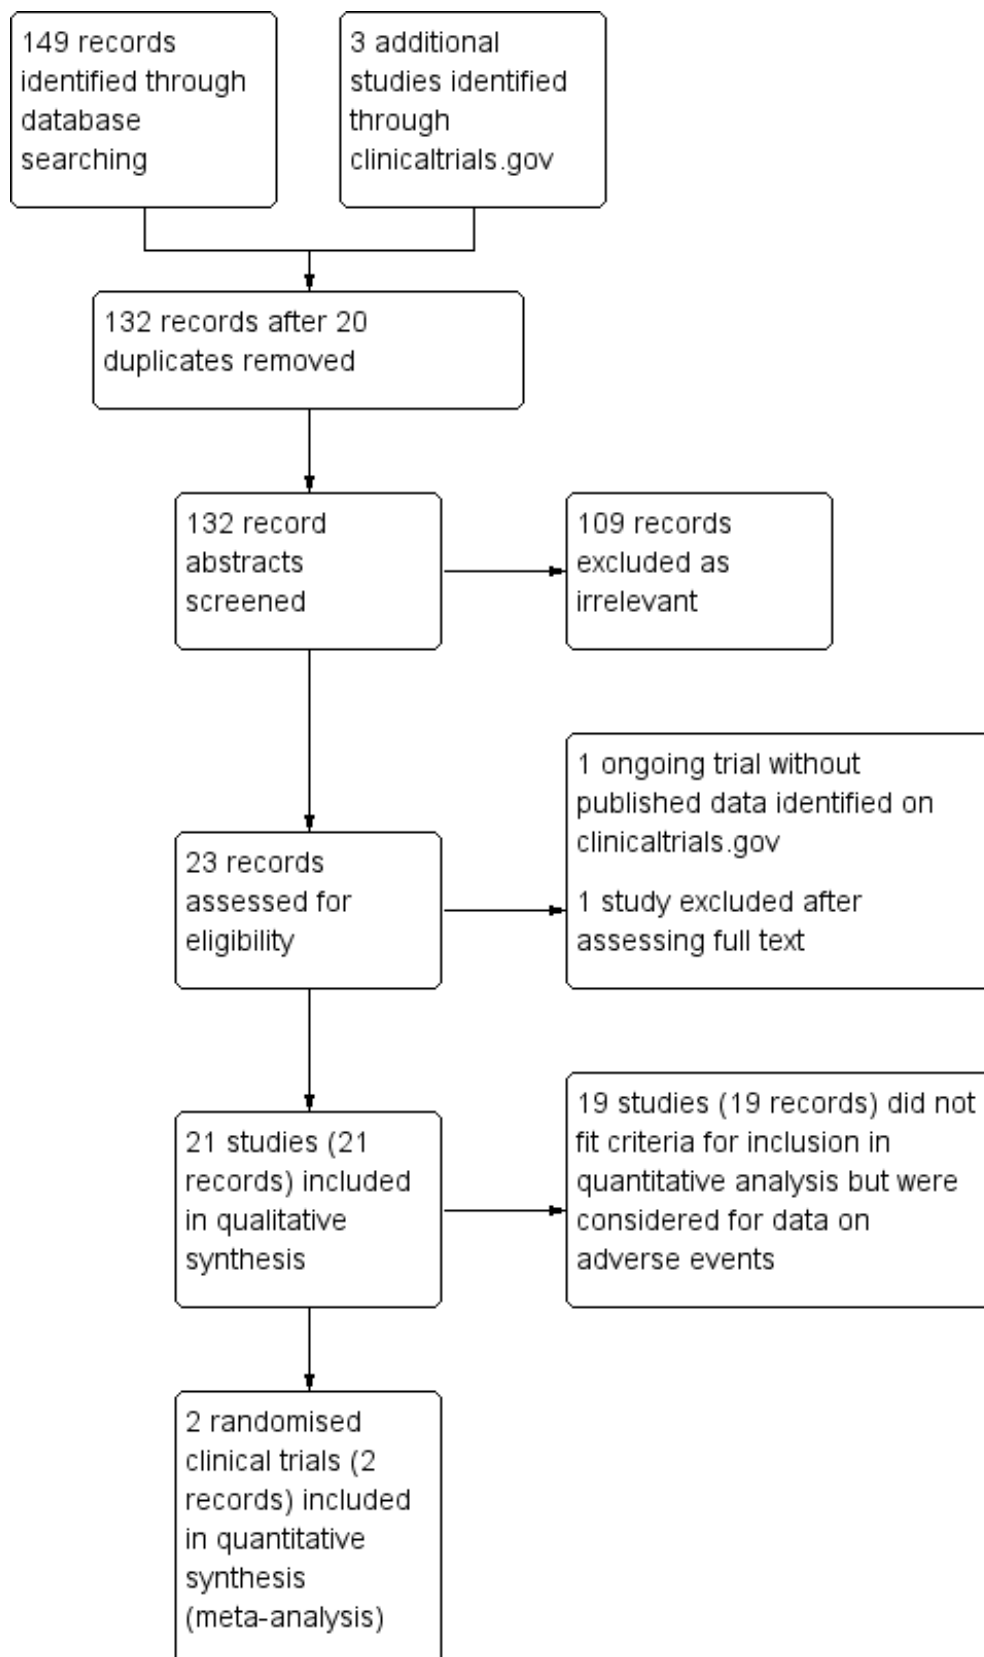 149 records
identified through
database
searching
3 additional
studies identified
through
clinicaltrials.gov
132 records after 20
duplicates removed
132 record
abstracts
screened
109 records
excluded as
irrelevant
1 ongoing trial without
published data identified on
clinicaltrials.gov
1 study excluded after
assessing full text
23 records
assessed for
eligibility
19 studies (19 records) did not
fit criteria for inclusion in
quantitative analysis but were
considered for data on
adverse events
21 studies (21
records) included
in qualitative
synthesis
2 randomised
clinical trials (2
records) included
in quantitative
synthesis
(meta-analysis)